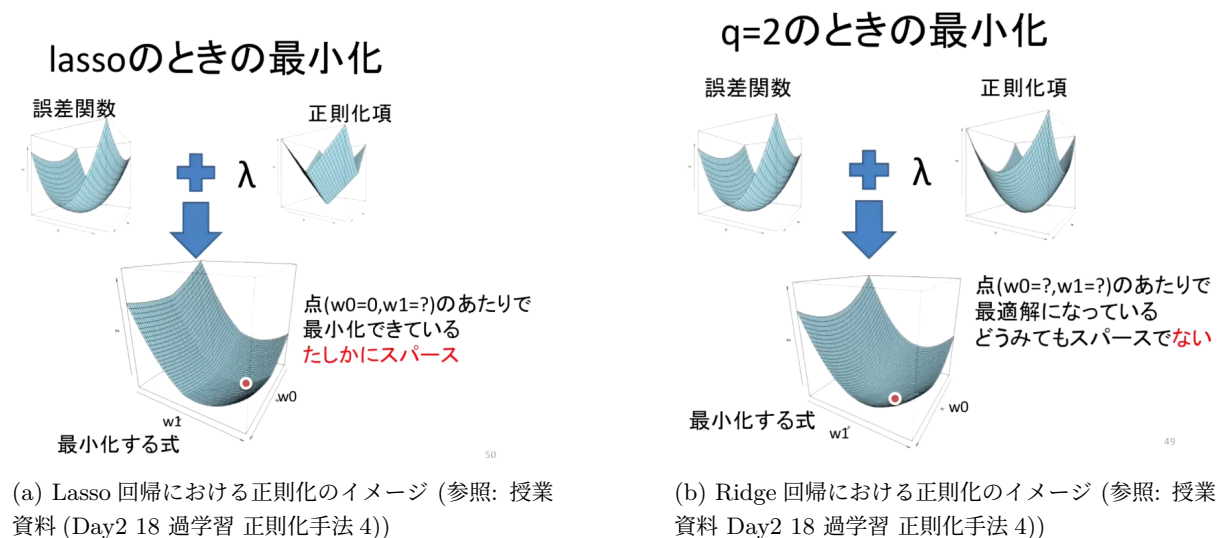 lassoのときの最小化
誤差関数
正則化項
λ
点(w0=0,w1=?)のあたりで
最小化できている
たしかにスパース
w0
w1
最小化する式
50
(a) Lasso 回帰における正則化のイメージ (参照: 授業
資料 (Day2 18 過学習 正則化手法 4))
q=2のときの最小化
誤差関数
正則化項
λ
点(w0=?,w1=?)のあたりで
最適解になっている
どうみてもスパースでない
w0
最小化する式
w1
49
(b) Ridge 回帰における正則化のイメージ (参照: 授業
資料 Day2 18 過学習 正則化手法 4))